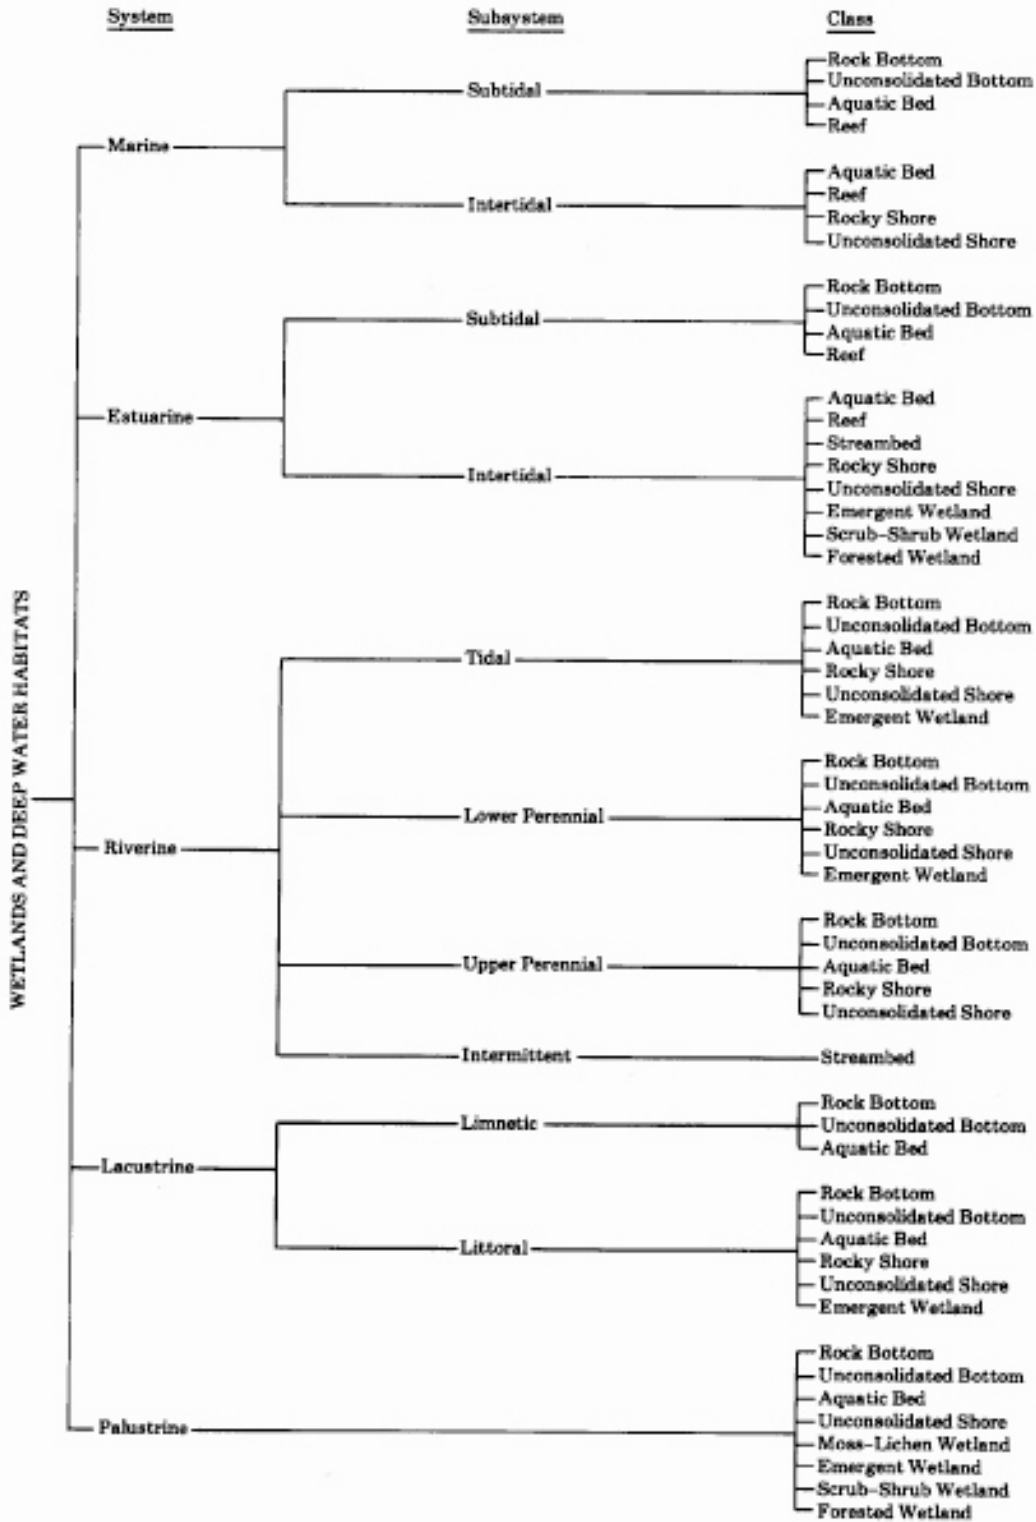 System Subsystem Class
WETLANDS AND DEEP WATER HABITATS
Marine
Subtidal
Rock Bottom
Unconsolidated Bottom
Aquatic Bed
Reef
Intertidal
Aquatic Bed
Reef
Rocky Shore
Unconsolidated Shore
Estuarine
Subtidal
Rock Bottom
Unconsolidated Bottom
Aquatic Bed
Reef
Intertidal
Aquatic Bed
Reef
Streambed
Rocky Shore
Unconsolidated Shore
Emergent Wetland
Scrub-Shrub Wetland
Forested Wetland
Riverine
Tidal
Rock Bottom
Unconsolidated Bottom
Aquatic Bed
Rocky Shore
Unconsolidated Shore
Emergent Wetland
Lower Perennial
Rock Bottom
Unconsolidated Bottom
Aquatic Bed
Rocky Shore
Unconsolidated Shore
Emergent Wetland
Upper Perennial
Rock Bottom
Unconsolidated Bottom
Aquatic Bed
Rocky Shore
Unconsolidated Shore
Intermittent
Streambed
Lacustrine
Limnetic
Rock Bottom
Unconsolidated Bottom
Aquatic Bed
Littoral
Rock Bottom
Unconsolidated Bottom
Aquatic Bed
Rocky Shore
Unconsolidated Shore
Emergent Wetland
Palustrine
Rock Bottom
Unconsolidated Bottom
Aquatic Bed
Unconsolidated Shore
Moss-Lichen Wetland
Emergent Wetland
Scrub-Shrub Wetland
Forested Wetland